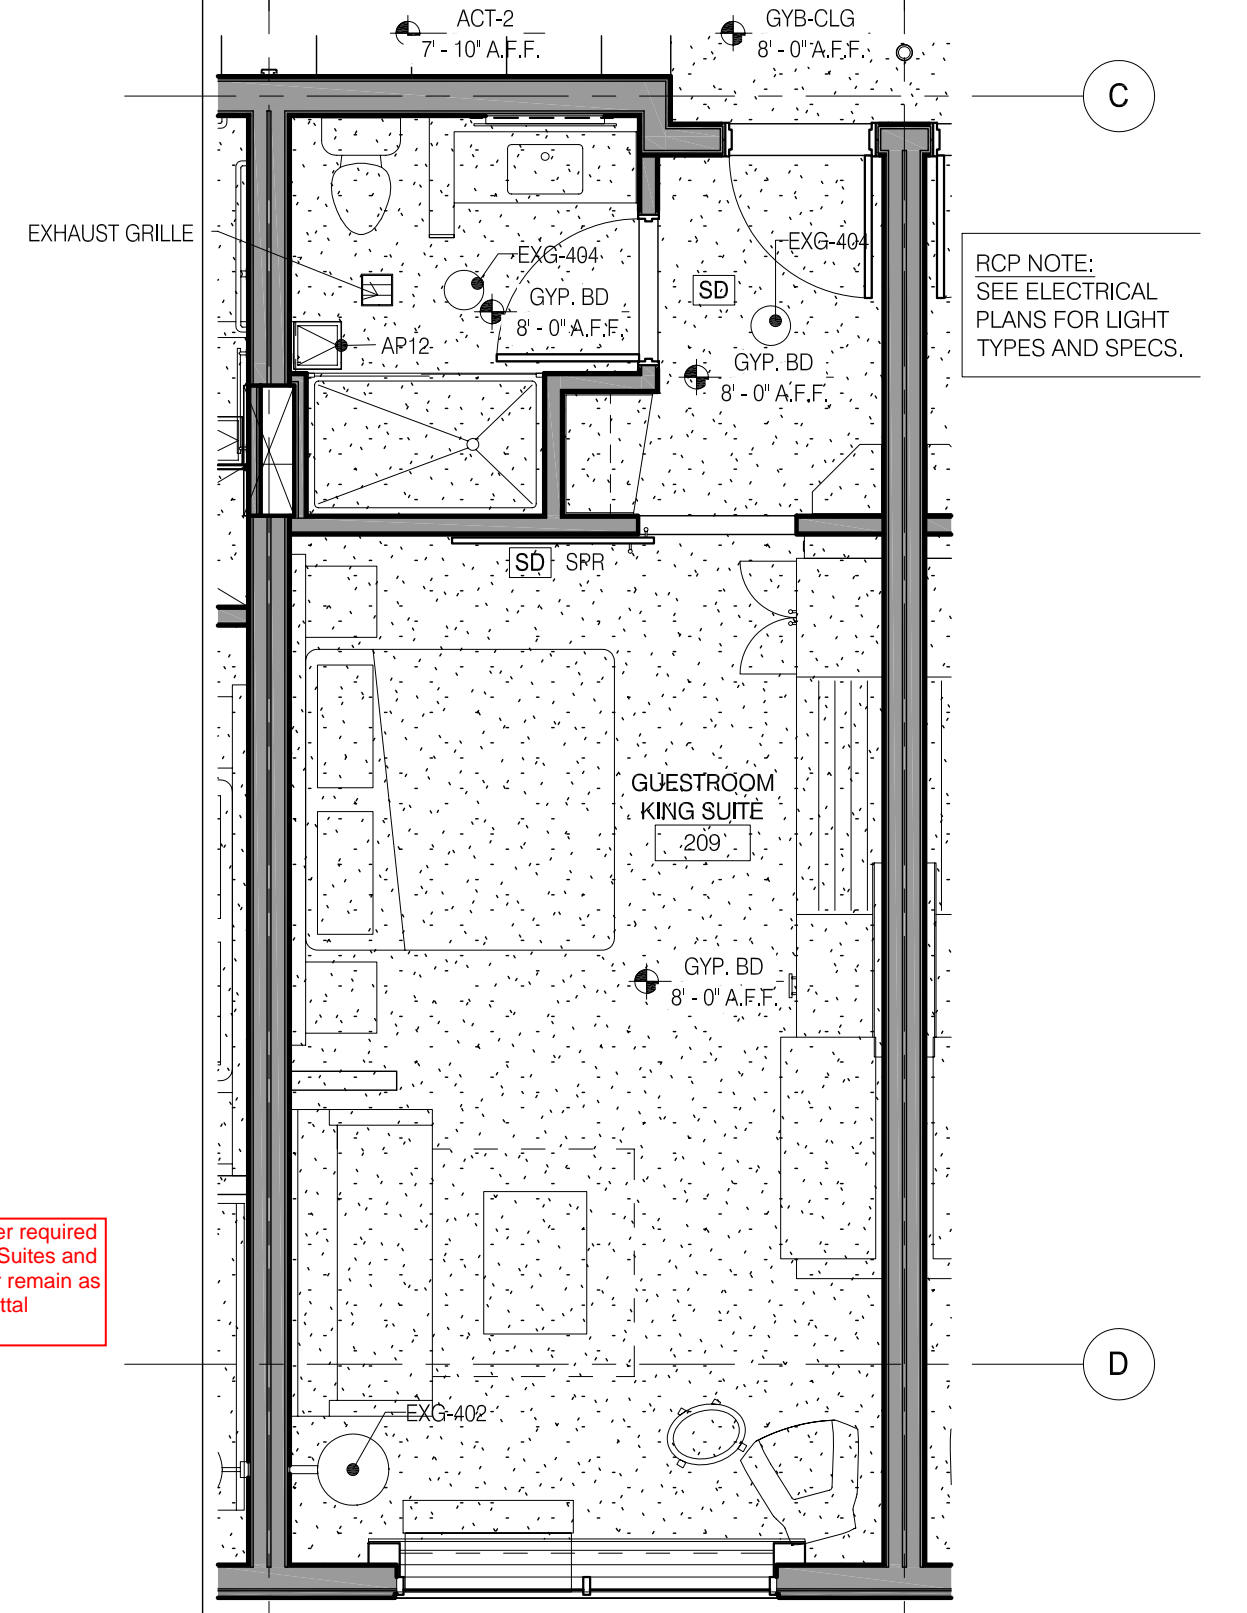 ACT-2
7' - 10" A.F.F.
GYB-CLG
8' - 0" A.F.F.
C
EXHAUST GRILLE
EXG-404
GYP. BD
8' - 0" A.F.F.
AP12
SD
EXG-404
GYP. BD
8' - 0" A.F.F.
RCP NOTE:
SEE ELECTRICAL
PLANS FOR LIGHT
TYPES AND SPECS.
SD SPR
GUESTROOM
KING SUITE
209
GYP. BD
8' - 0" A.F.F.
er required
Suites and
remain as
ttal
D
EXG-402